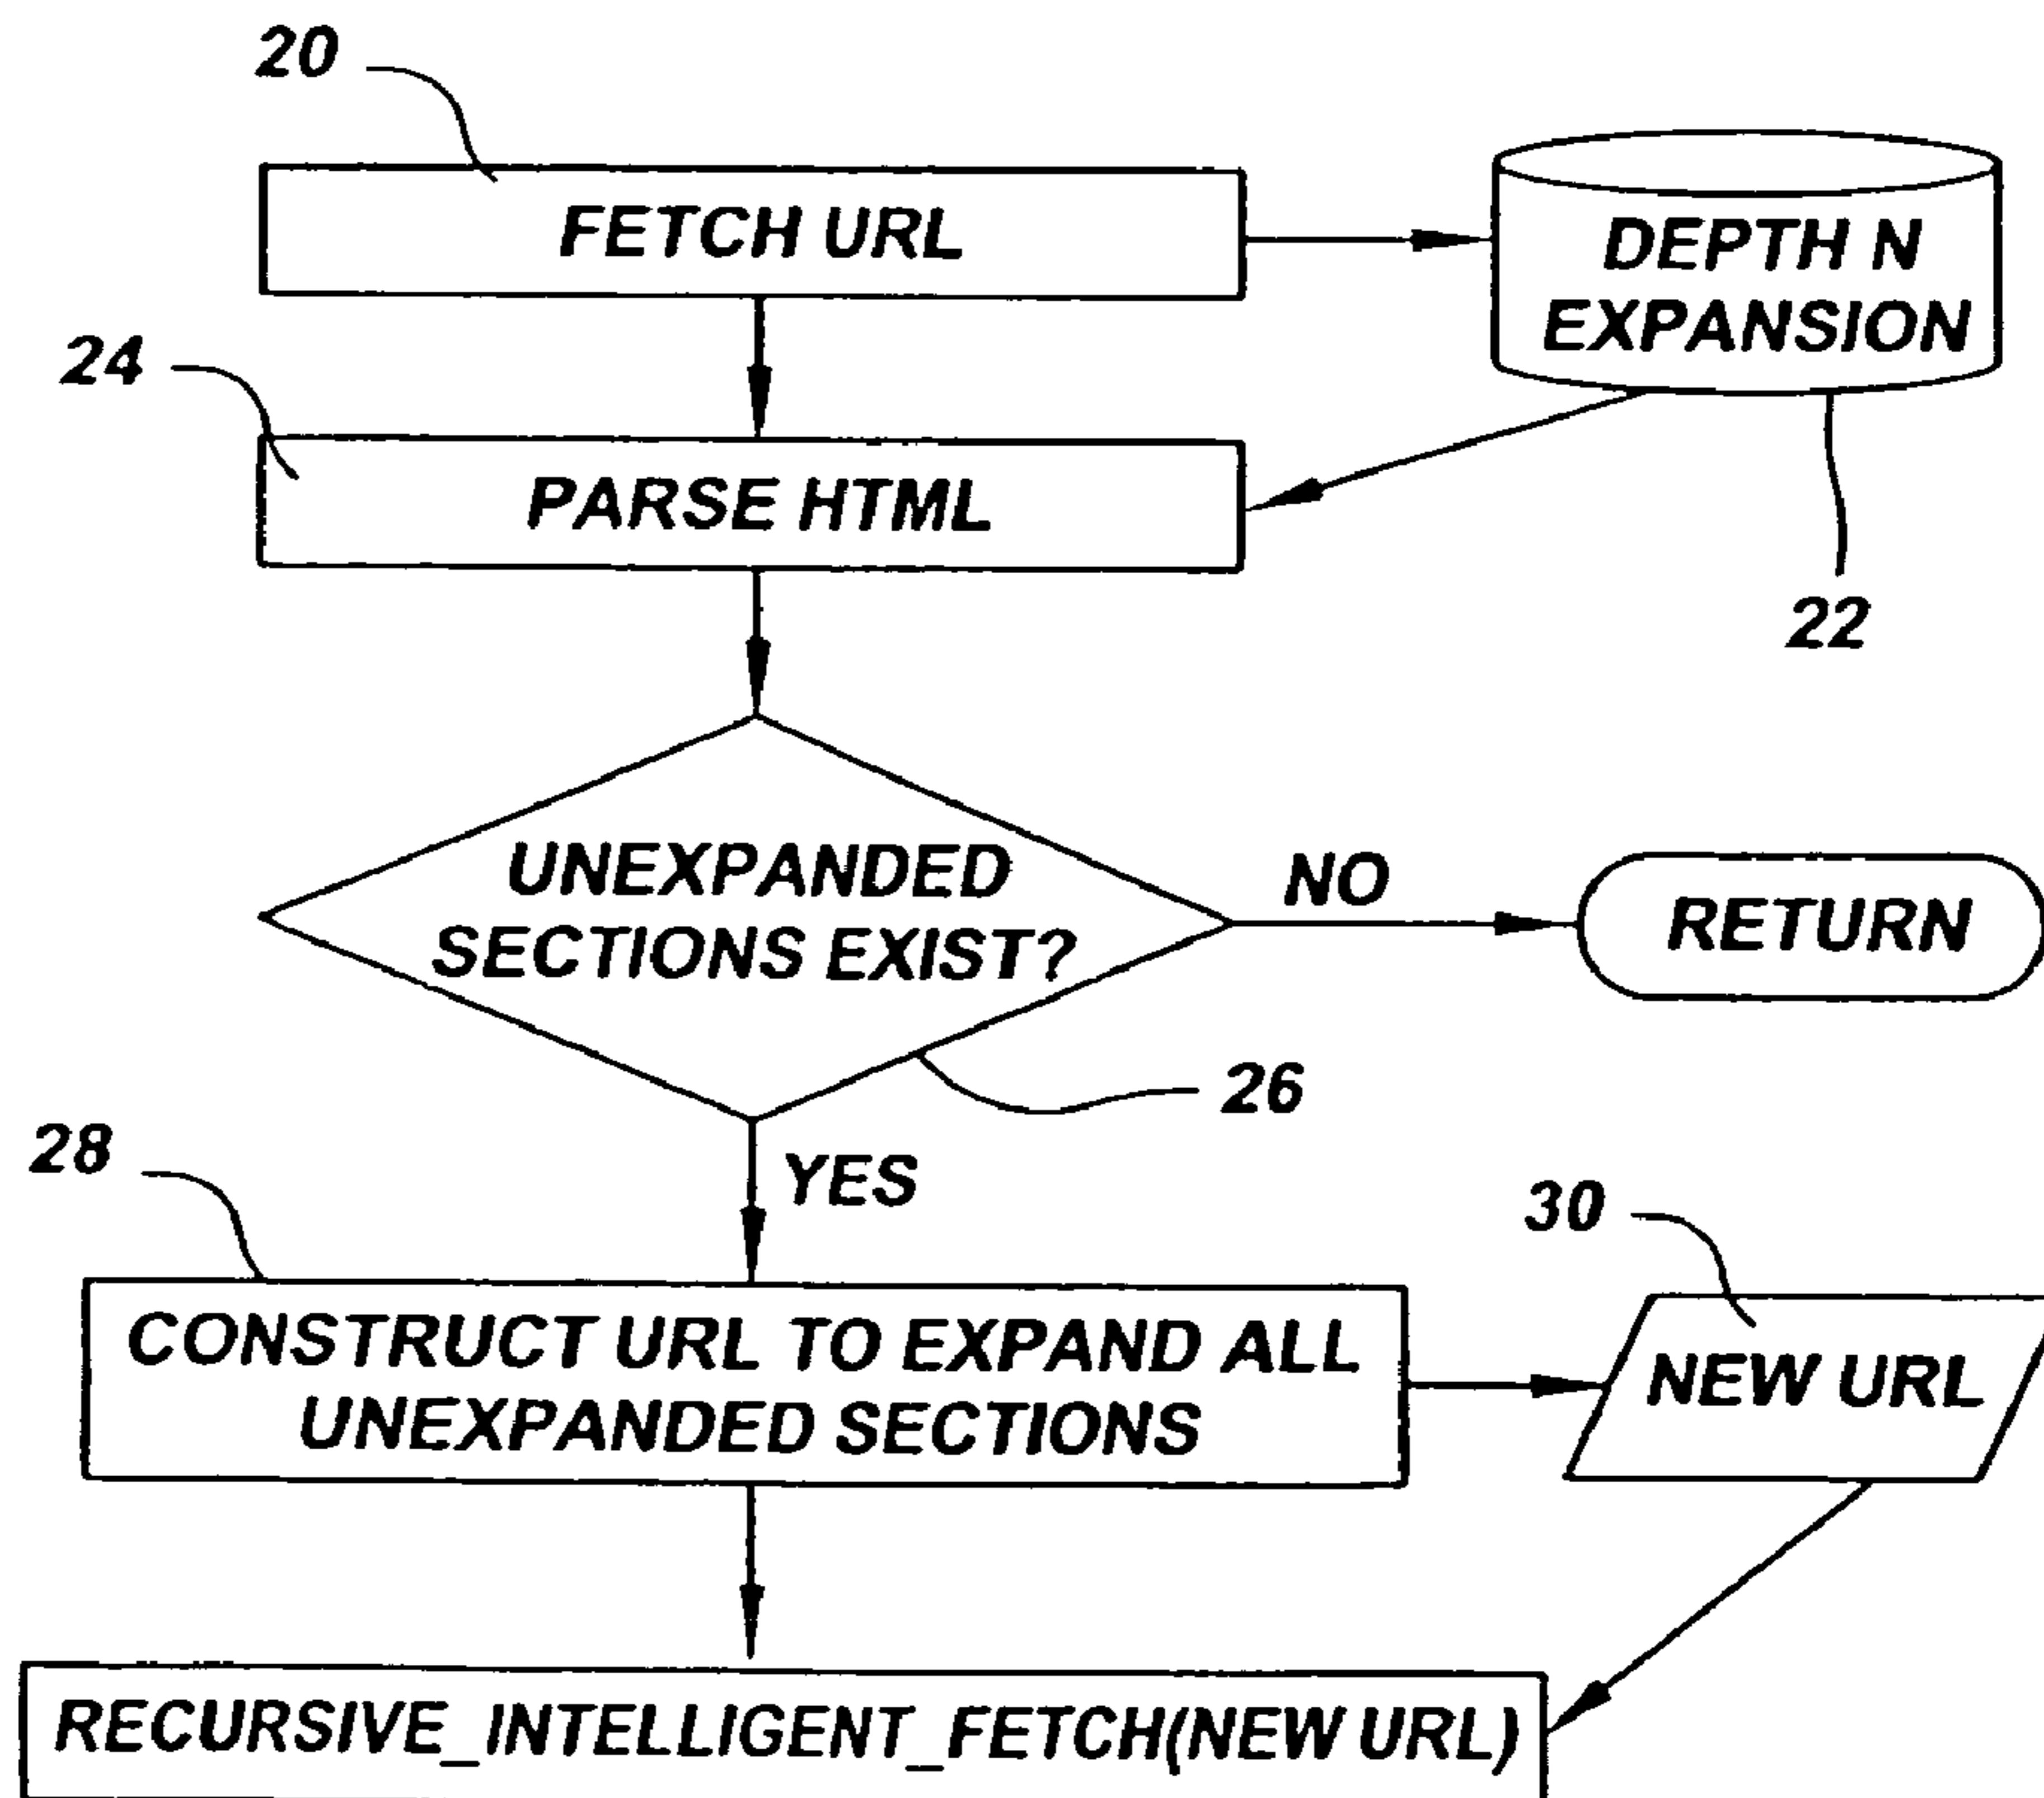 20
FETCH URL
DEPTH N
EXPANSION
24
PARSE HTML
22
UNEXPANDED
SECTIONS EXIST?
NO
RETURN
26
YES
28
30
CONSTRUCT URL TO EXPAND ALL
UNEXPANDED SECTIONS
NEW URL
RECURSIVE_INTELLIGENT_FETCH(NEW URL)